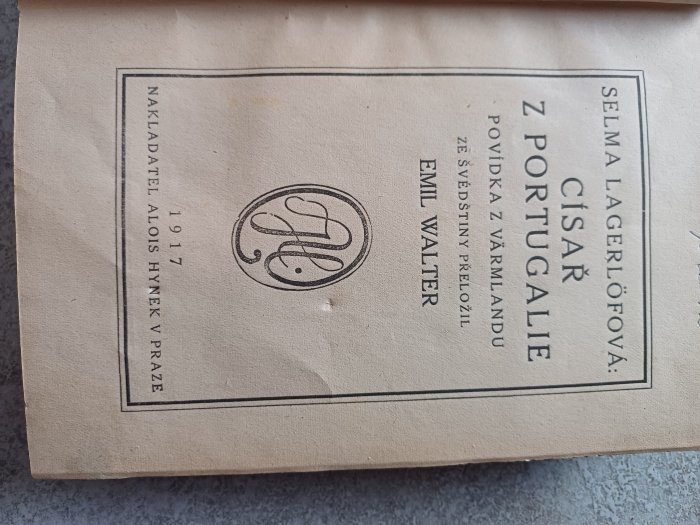 SELMA LAGERLÖFOVÁ:
CÍSAŘ
Z PORTUGALIE
POVÍDKA Z VÄRMLANDU
ZE ŠVÉDŠTINY PŘELOŽIL
EMIL WALTER
1917
NAKLADATEL ALOIS HYNEK V PRAZE